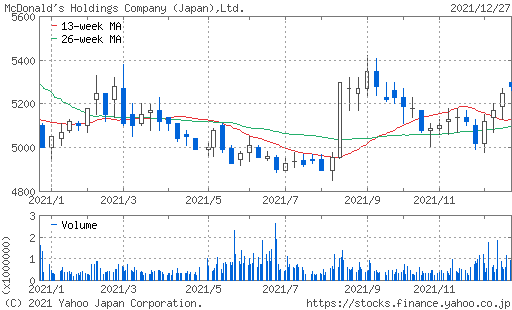 McDonald's Holdings Company (Japan),Ltd. 2021/12/27
5600
13-week MA
26-week MA
5400
5200
5000
4800
2021/1 2021/3 2021/5 2021/7 2021/9 2021/11
3
Volume
2
1
0
(x1000000)
2021/1 2021/3 2021/5 2021/7 2021/9 2021/11
(C) 2021 Yahoo Japan Corporation. https://stocks.finance.yahoo.co.jp/